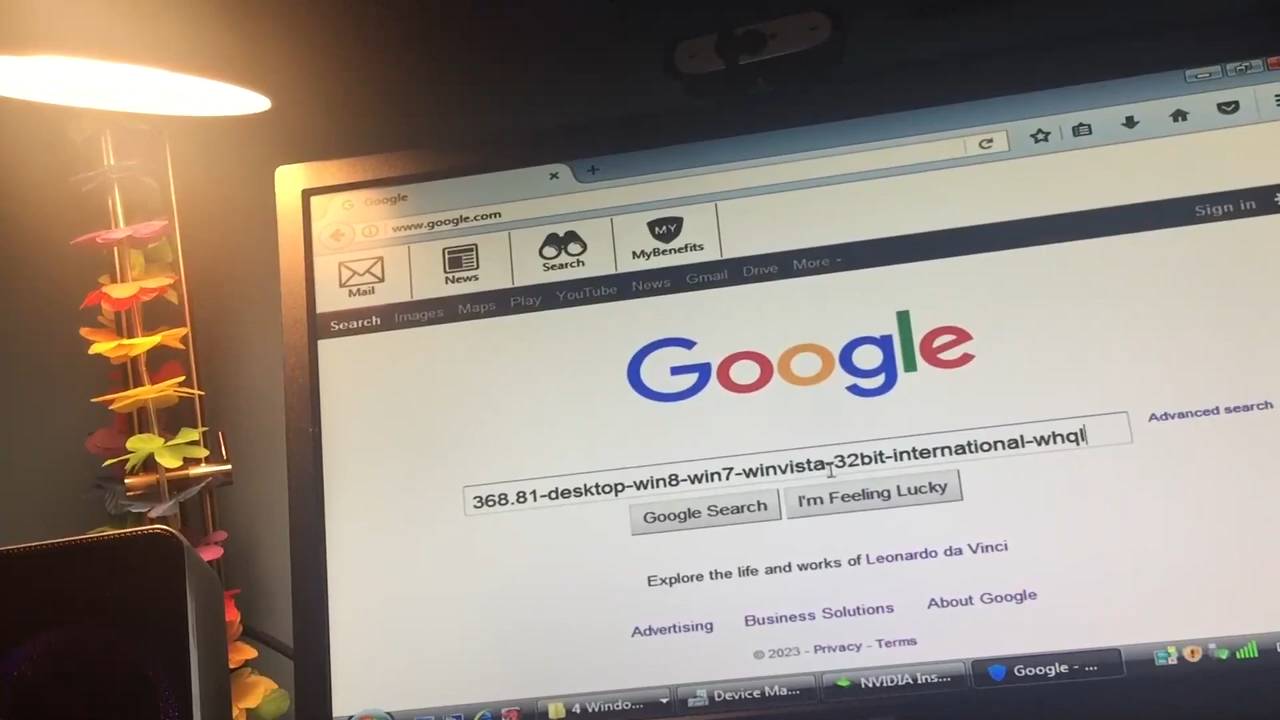 Google
www.google.com
Mail
News
Search
MY
MyBenefits
Search Images Maps Play YouTube News Gmail Drive More
Sign in
Google
368.81-desktop-win8-win7-winvista-32bit-international-whql
Advanced search
Google Search
I'm Feeling Lucky
Explore the life and works of Leonardo da Vinci
Advertising
Business Solutions
About Google
© 2023 - Privacy - Terms
4 Windo...
Device Ma...
NVIDIA Ins...
Google - ...